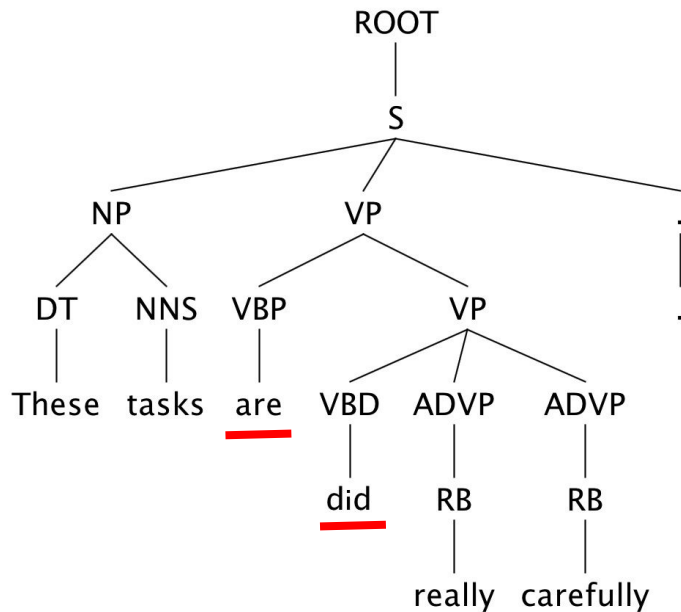 ROOT
S
NP VP .
DT NNS VBP VP .
These tasks are VBD ADVP ADVP
did RB RB
really carefully